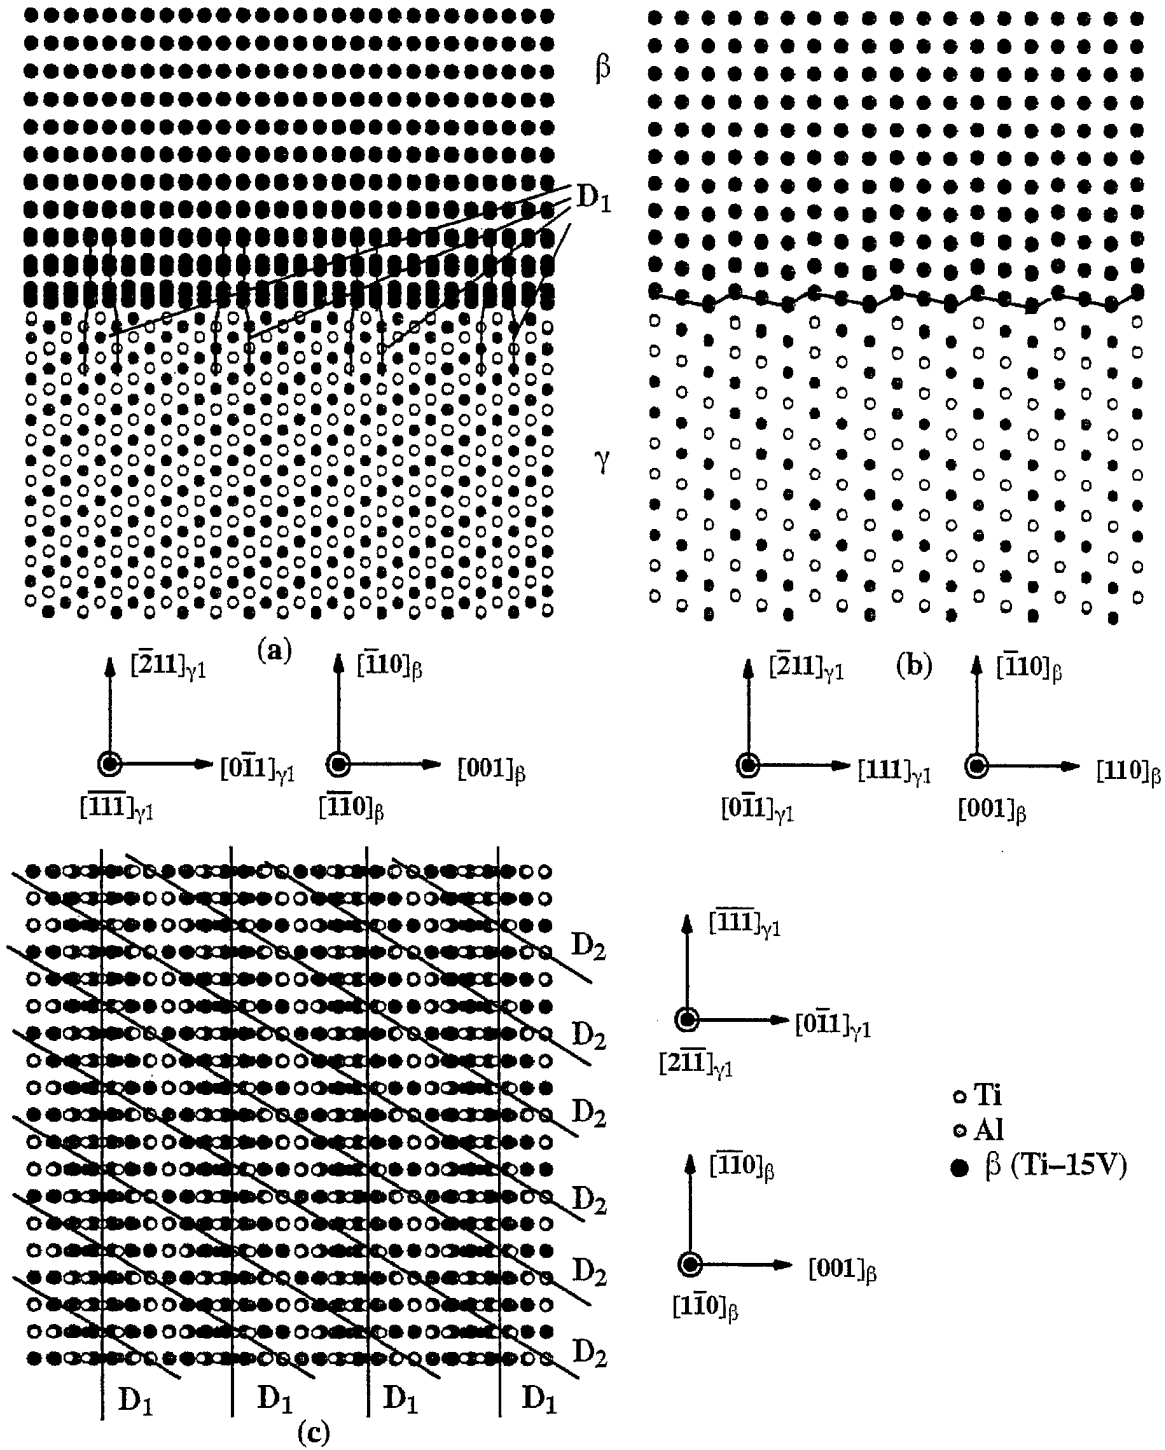 β
D₁
γ
(a)
[2̅11]γ1
[1̅10]β
[01̅1]γ1
[001]β
[1̅1̅1̅]γ1
[1̅1̅0]β
(b)
[2̅11]γ1
[1̅10]β
[111]γ1
[110]β
[01̅1]γ1
[001]β
D₂
D₂
D₂
D₂
D₂
D₂
D₁
D₁
D₁
D₁
(c)
[1̅1̅1̅]γ1
[01̅1]γ1
[21̅1̅]γ1
Ti
Al
β (Ti–15V)
[1̅1̅0]β
[001]β
[11̅0]β